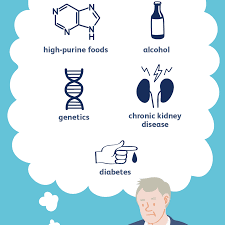 N
N
N
N
H
high-purine foods
alcohol
genetics
chronic kidney
disease
diabetes